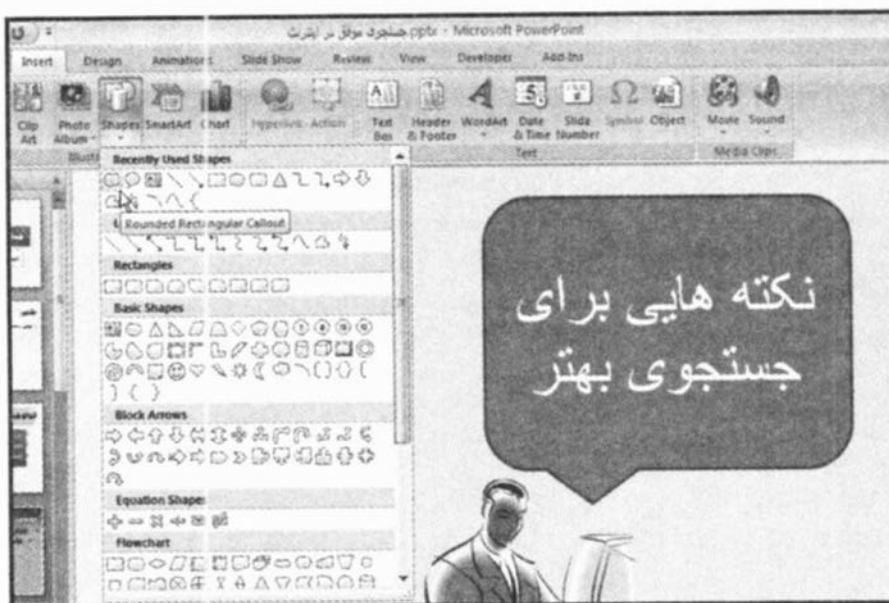 جستجوی موفق در اینترنت.pptx - Microsoft PowerPoint
Insert Design Animations Slide Show Review View Developer Add-Ins
Clip Art
Photo Album
Shapes
SmartArt
Chart
Hyperlink
Action
Text Box
Header & Footer
WordArt
Date & Time
Slide Number
Symbol
Object
Movie
Sound
Text
Media Clips
Recently Used Shapes
Rounded Rectangular Callout
Rectangles
Basic Shapes
Block Arrows
Equation Shapes
Flowchart
نکته هایی برای
جستجوی بهتر